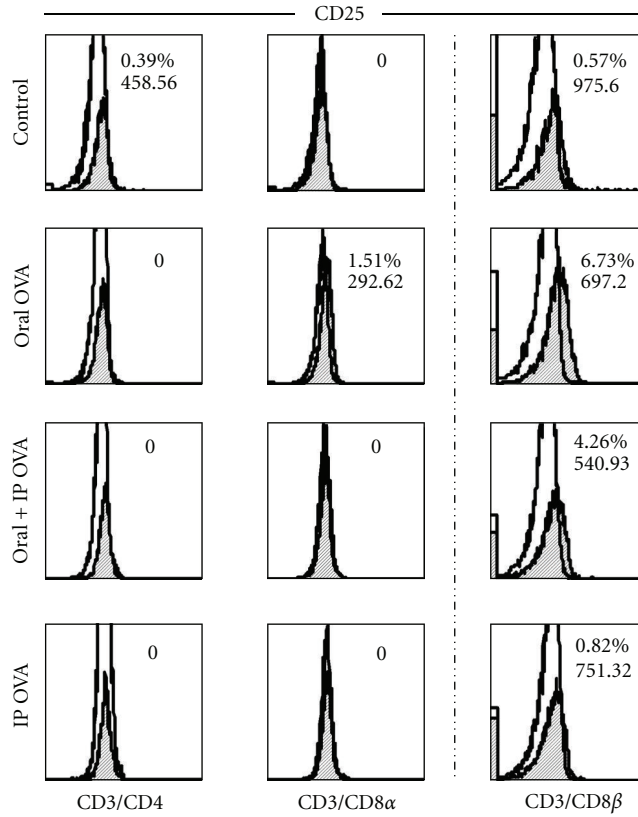 CD25
Control
0.39%
458.56
0
0.57%
975.6
Oral OVA
0
1.51%
292.62
6.73%
697.2
Oral + IP OVA
0
0
4.26%
540.93
IP OVA
0
0
0.82%
751.32
CD3/CD4
CD3/CD8α
CD3/CD8β